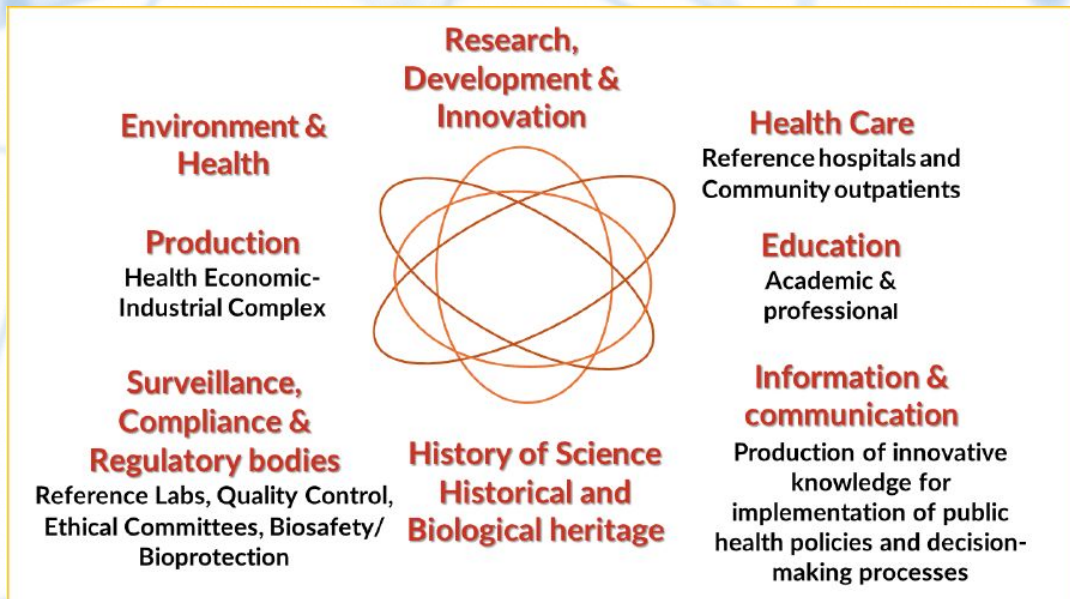 Research,
Development &
Innovation
Environment &
Health
Health Care
Reference hospitals and
Community outpatients
Production
Health Economic-
Industrial Complex
Education
Academic &
professional
Surveillance,
Compliance &
Regulatory bodies
Reference Labs, Quality Control,
Ethical Committees, Biosafety/
Bioprotection
History of Science
Historical and
Biological heritage
Information &
communication
Production of innovative
knowledge for
implementation of public
health policies and decision-
making processes